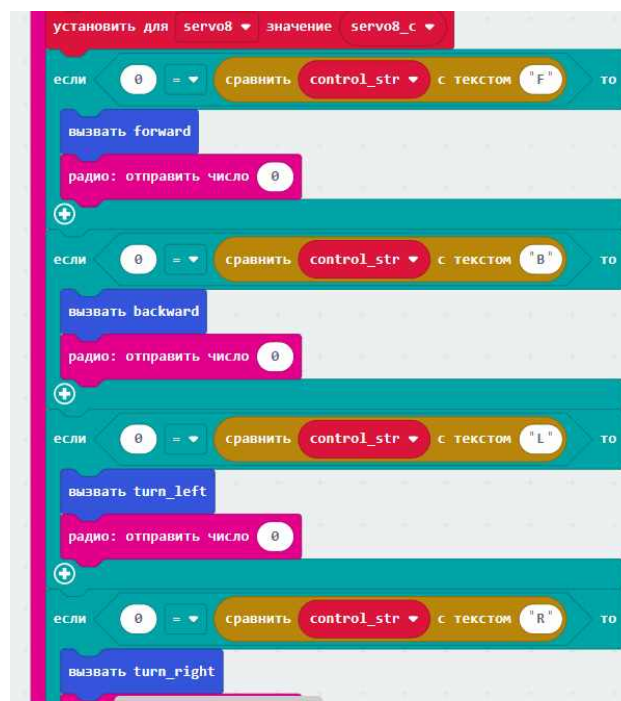 установить для servo8 значение servo8_c
если 0 = сравнить control_str с текстом "F" то
вызвать forward
радио: отправить число 0
если 0 = сравнить control_str с текстом "B" то
вызвать backward
радио: отправить число 0
если 0 = сравнить control_str с текстом "L" то
вызвать turn_left
радио: отправить число 0
если 0 = сравнить control_str с текстом "R" то
вызвать turn_right